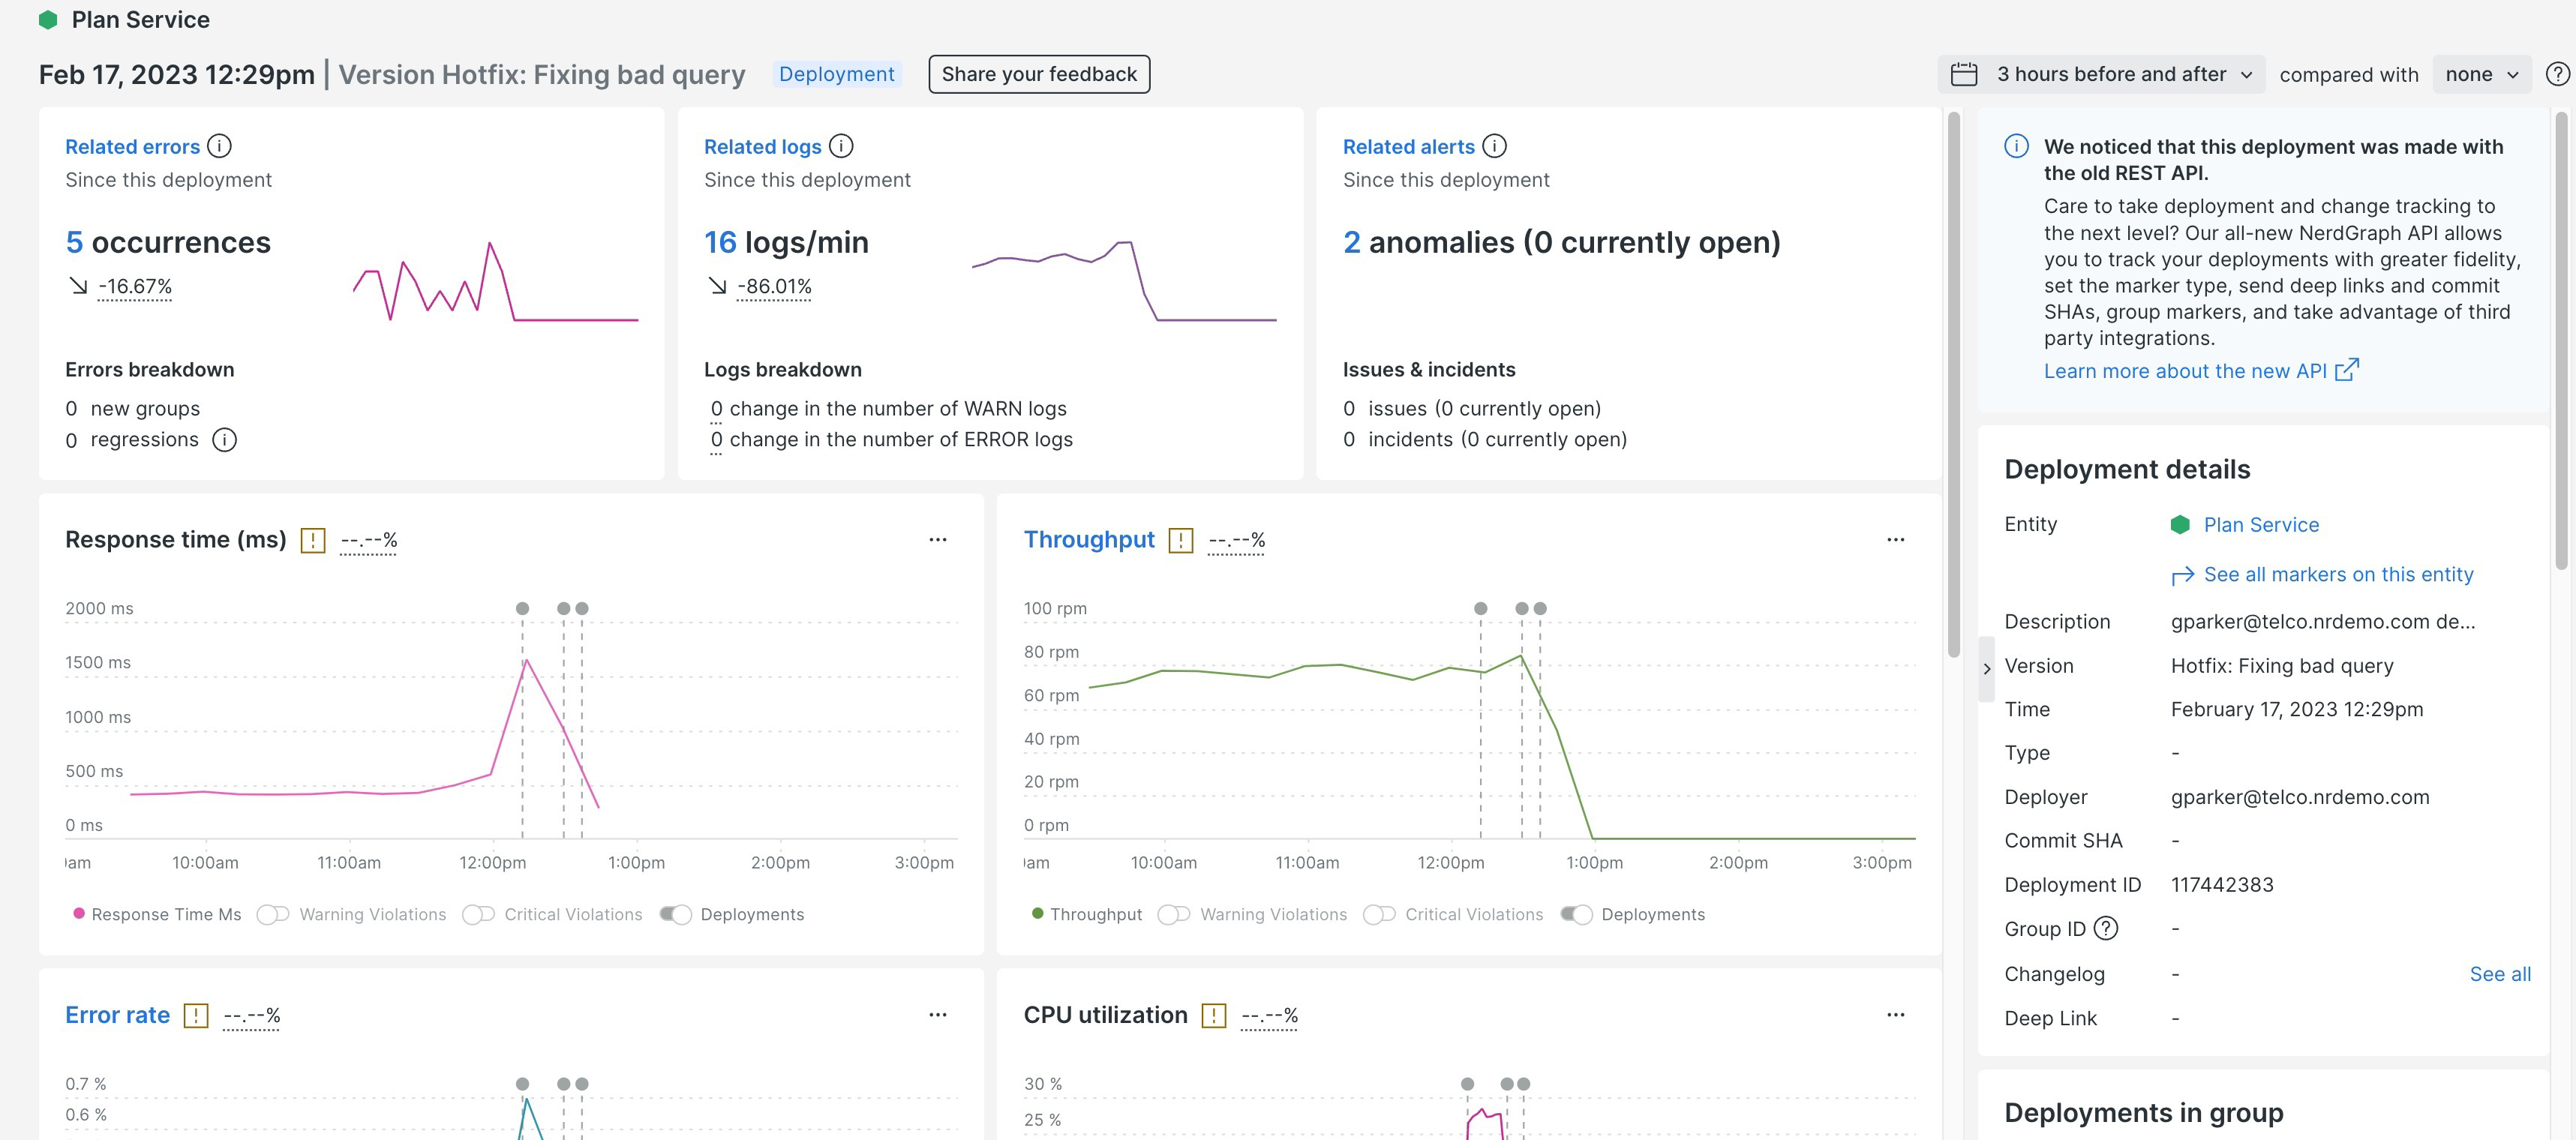 Plan Service
Feb 17, 2023 12:29pm | Version Hotfix: Fixing bad query Deployment Share your feedback 3 hours before and after compared with none
Related errors
Since this deployment
5 occurrences
-16.67%
Errors breakdown
0 new groups
0 regressions
Related logs
Since this deployment
16 logs/min
-86.01%
Logs breakdown
0 change in the number of WARN logs
0 change in the number of ERROR logs
Related alerts
Since this deployment
2 anomalies (0 currently open)
Issues & incidents
0 issues (0 currently open)
0 incidents (0 currently open)
Response time (ms) --.--%
2000 ms
1500 ms
1000 ms
500 ms
0 ms
am 10:00am 11:00am 12:00pm 1:00pm 2:00pm 3:00pm
Response Time Ms Warning Violations Critical Violations Deployments
Throughput --.--%
100 rpm
80 rpm
60 rpm
40 rpm
20 rpm
0 rpm
am 10:00am 11:00am 12:00pm 1:00pm 2:00pm 3:00pm
Throughput Warning Violations Critical Violations Deployments
Error rate --.--%
0.7 %
0.6 %
CPU utilization --.--%
30 %
25 %
We noticed that this deployment was made with
the old REST API.
Care to take deployment and change tracking to
the next level? Our all-new NerdGraph API allows
you to track your deployments with greater fidelity,
set the marker type, send deep links and commit
SHAs, group markers, and take advantage of third
party integrations.
Learn more about the new API
Deployment details
Entity Plan Service
See all markers on this entity
Description gparker@telco.nrdemo.com de...
Version Hotfix: Fixing bad query
Time February 17, 2023 12:29pm
Type -
Deployer gparker@telco.nrdemo.com
Commit SHA -
Deployment ID 117442383
Group ID -
Changelog - See all
Deep Link -
Deployments in group